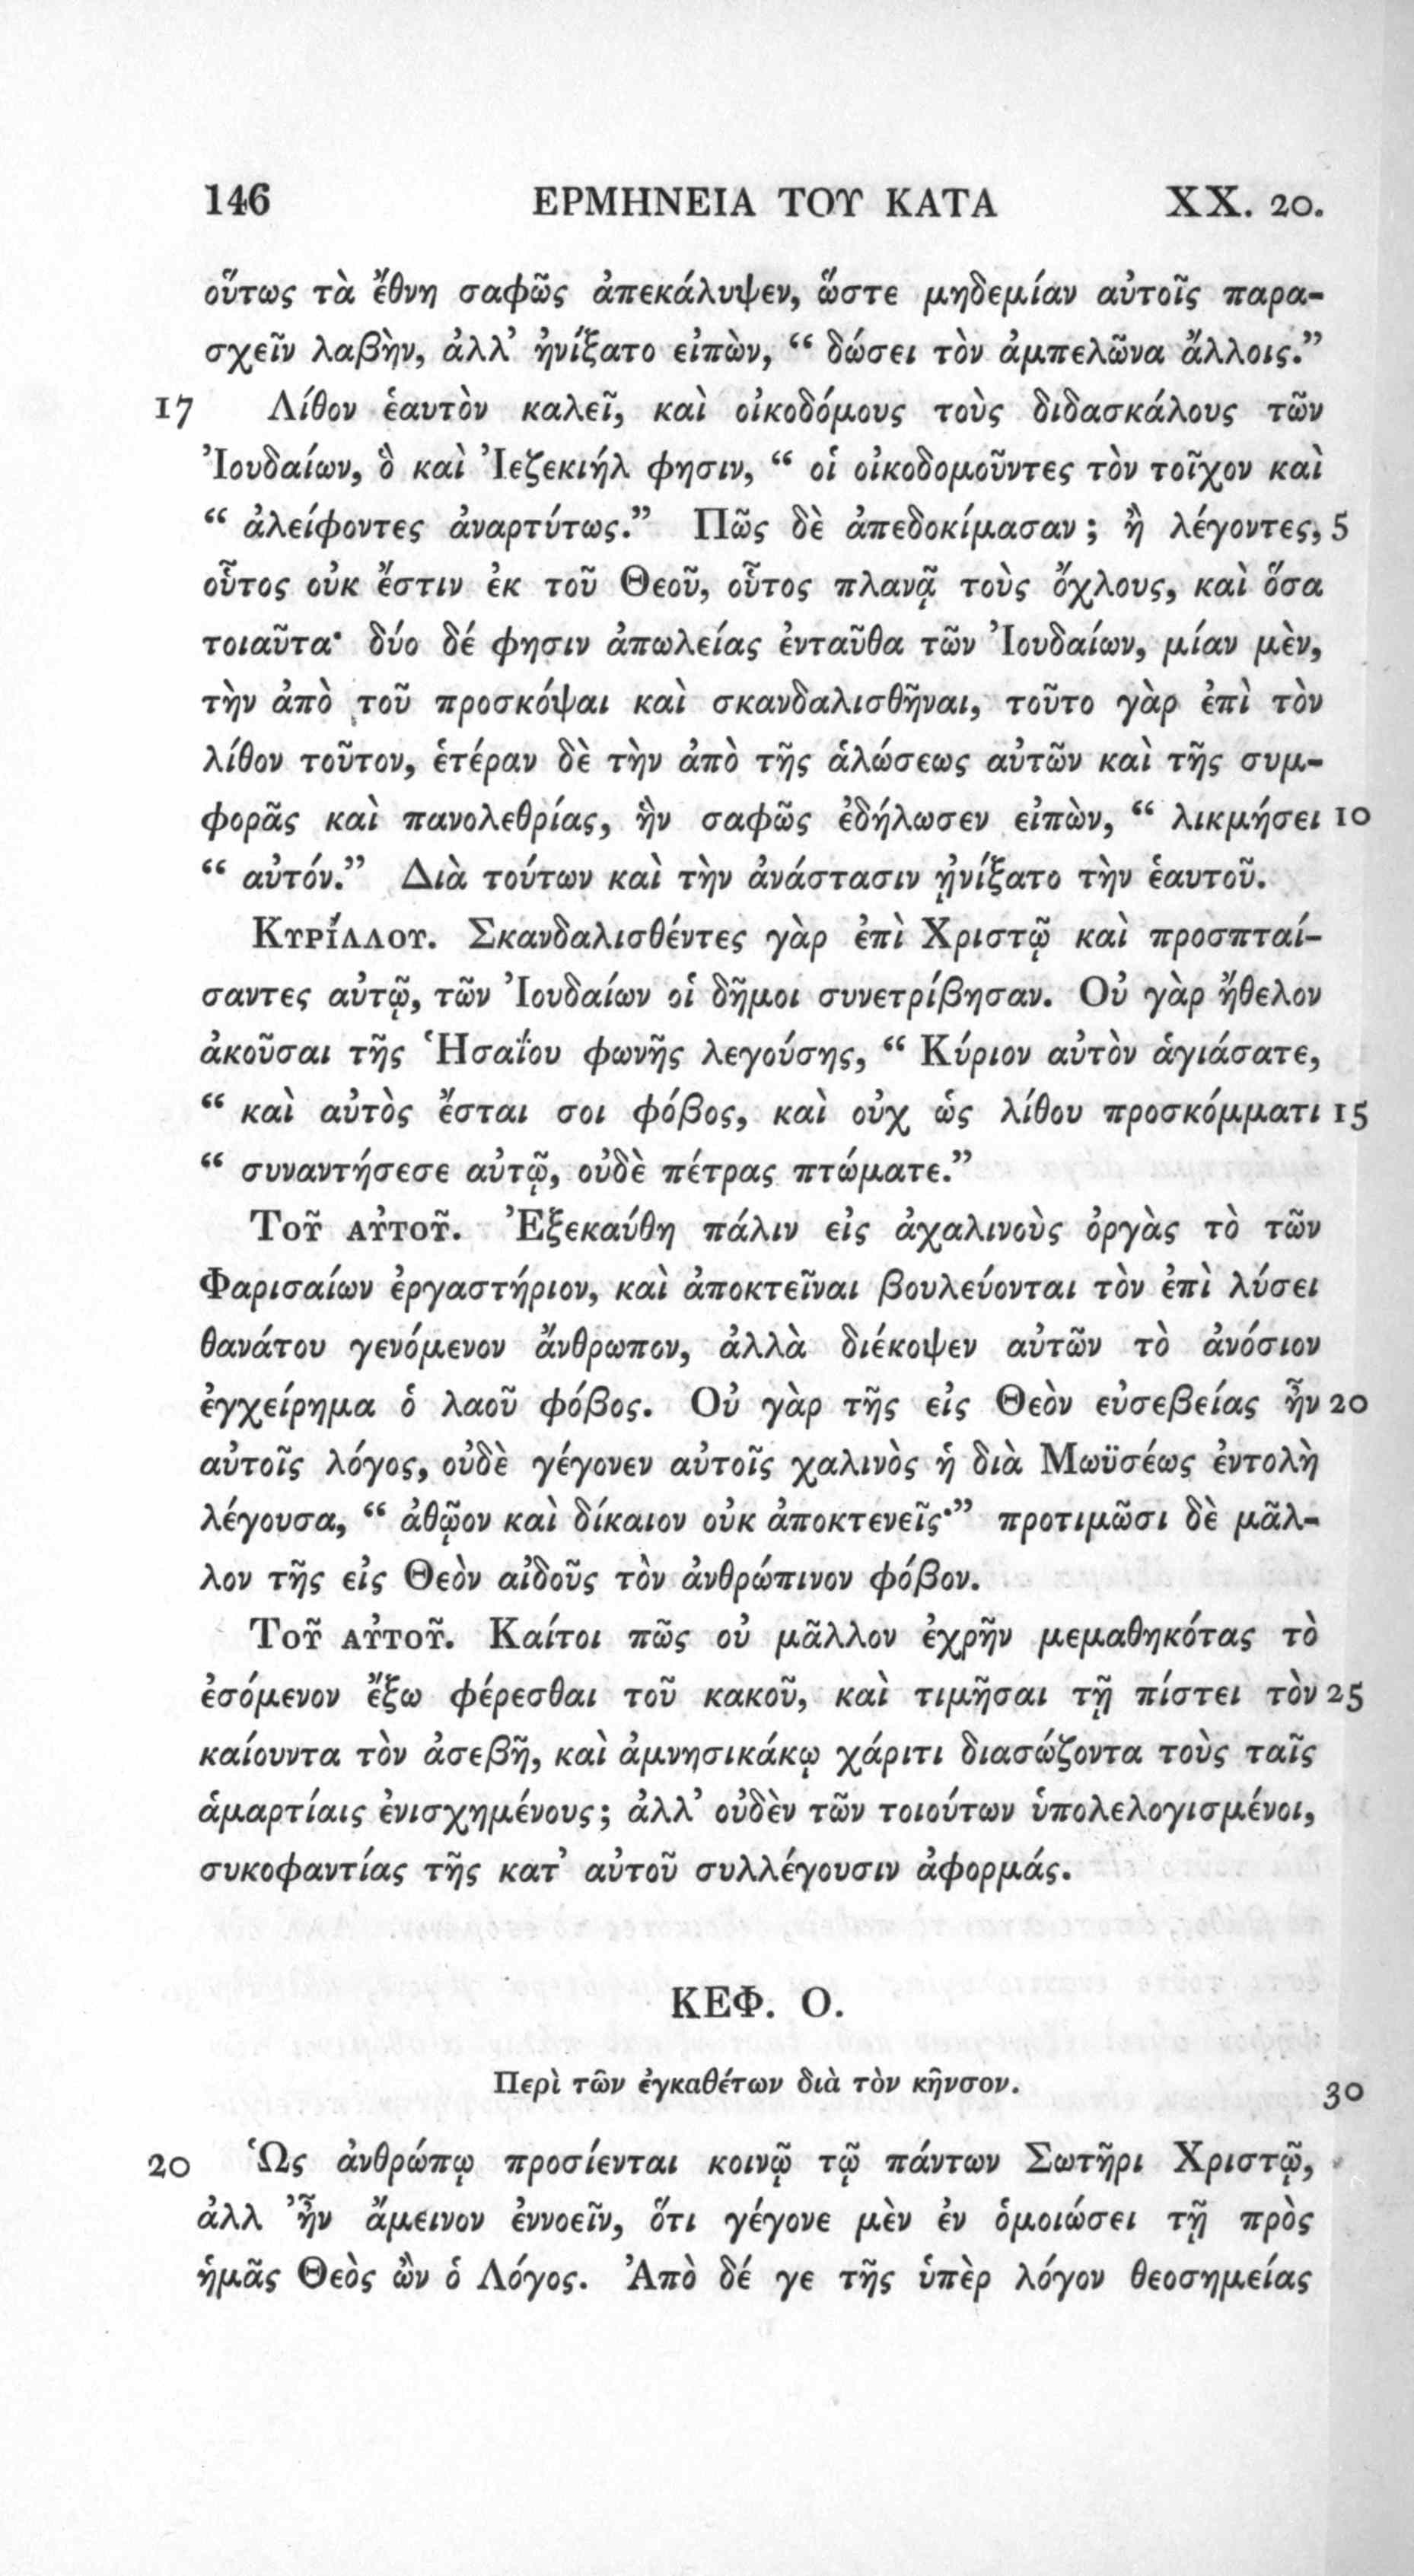 146 ΕΡΜΗΝΕΙΑ ΤΟΥ ΚΑΤΑ XX. 20.
οὕτως τὰ ἔθνη σαφῶς ἀπεκάλυψεν, ὥστε μηδεμίαν αὐτοῖς παρα-
σχεῖν λαβὴν, ἀλλ’ ἠνίξατο εἰπὼν, “ δώσει τὸν ἀμπελῶνα ἄλλοις.”
17 Λίθον ἑαυτὸν καλεῖ, καὶ οἰκοδόμους τοὺς διδασκάλους τῶν
Ἰουδαίων, ὃ καὶ Ἰεζεκιήλ φησιν, “ οἱ οἰκοδομοῦντες τὸν τοῖχον καὶ
“ ἀλείφοντες ἀναρτύτως.” Πῶς δὲ ἀπεδοκίμασαν ; ἢ λέγοντες, 5
οὗτος οὐκ ἔστιν ἐκ τοῦ Θεοῦ, οὗτος πλανᾷ τοὺς ὄχλους, καὶ ὅσα
τοιαῦτα· δύο δέ φησιν ἀπωλείας ἐνταῦθα τῶν Ἰουδαίων, μίαν μὲν,
τὴν ἀπὸ τοῦ προσκόψαι καὶ σκανδαλισθῆναι, τοῦτο γὰρ ἐπὶ τὸν
λίθον τοῦτον, ἑτέραν δὲ τὴν ἀπὸ τῆς ἁλώσεως αὐτῶν καὶ τῆς συμ-
φορᾶς καὶ πανολεθρίας, ἣν σαφῶς ἐδήλωσεν εἰπὼν, “ λικμήσει 10
“ αὐτόν.” Διὰ τούτων καὶ τὴν ἀνάστασιν ᾐνίξατο τὴν ἑαυτοῦ.
Κυρίλλου. Σκανδαλισθέντες γὰρ ἐπὶ Χριστῷ καὶ προσπταί-
σαντες αὐτῷ, τῶν Ἰουδαίων οἱ δῆμοι συνετρίβησαν. Οὐ γὰρ ἤθελον
ἀκοῦσαι τῆς Ἡσαΐου φωνῆς λεγούσης, “ Κύριον αὐτὸν ἁγιάσατε,
“ καὶ αὐτὸς ἔσται σοι φόβος, καὶ οὐχ ὡς λίθου προσκόμματι 15
“ συναντήσεσε αὐτῷ, οὐδὲ πέτρας πτώματε.”
Τοῦ αὐτοῦ. Ἐξεκαύθη πάλιν εἰς ἀχαλινοὺς ὀργὰς τὸ τῶν
Φαρισαίων ἐργαστήριον, καὶ ἀποκτεῖναι βουλεύονται τὸν ἐπὶ λύσει
θανάτου γενόμενον ἄνθρωπον, ἀλλὰ διέκοψεν αὐτῶν τὸ ἀνόσιον
ἐγχείρημα ὁ λαοῦ φόβος. Οὐ γὰρ τῆς εἰς Θεὸν εὐσεβείας ἦν 20
αὐτοῖς λόγος, οὐδὲ γέγονεν αὐτοῖς χαλινὸς ἡ διὰ Μωϋσέως ἐντολὴ
λέγουσα, “ ἀθῷον καὶ δίκαιον οὐκ ἀποκτενεῖς·” προτιμῶσι δὲ μᾶλ-
λον τῆς εἰς Θεὸν αἰδοῦς τὸν ἀνθρώπινον φόβον.
Τοῦ αὐτοῦ. Καίτοι πῶς οὐ μᾶλλον ἐχρῆν μεμαθηκότας τὸ
ἐσόμενον ἔξω φέρεσθαι τοῦ κακοῦ, καὶ τιμῆσαι τῇ πίστει τὸν 25
καίουντα τὸν ἀσεβῆ, καὶ ἀμνησικάκῳ χάριτι διασώζοντα τοὺς ταῖς
ἁμαρτίαις ἐνισχημένους; ἀλλ’ οὐδὲν τῶν τοιούτων ὑπολελογισμένοι,
συκοφαντίας τῆς κατ’ αὐτοῦ συλλέγουσιν ἀφορμάς.
ΚΕΦ. Ο.
Περὶ τῶν ἐγκαθέτων διὰ τὸν κῆνσον. 30
20 Ὡς ἀνθρώπῳ προσίενται κοινῷ τῷ πάντων Σωτῆρι Χριστῷ,
ἀλλ ’ἦν ἄμεινον ἐννοεῖν, ὅτι γέγονε μὲν ἐν ὁμοιώσει τῇ πρὸς
ἡμᾶς Θεὸς ὢν ὁ Λόγος. Ἀπὸ δέ γε τῆς ὑπὲρ λόγον θεοσημείας